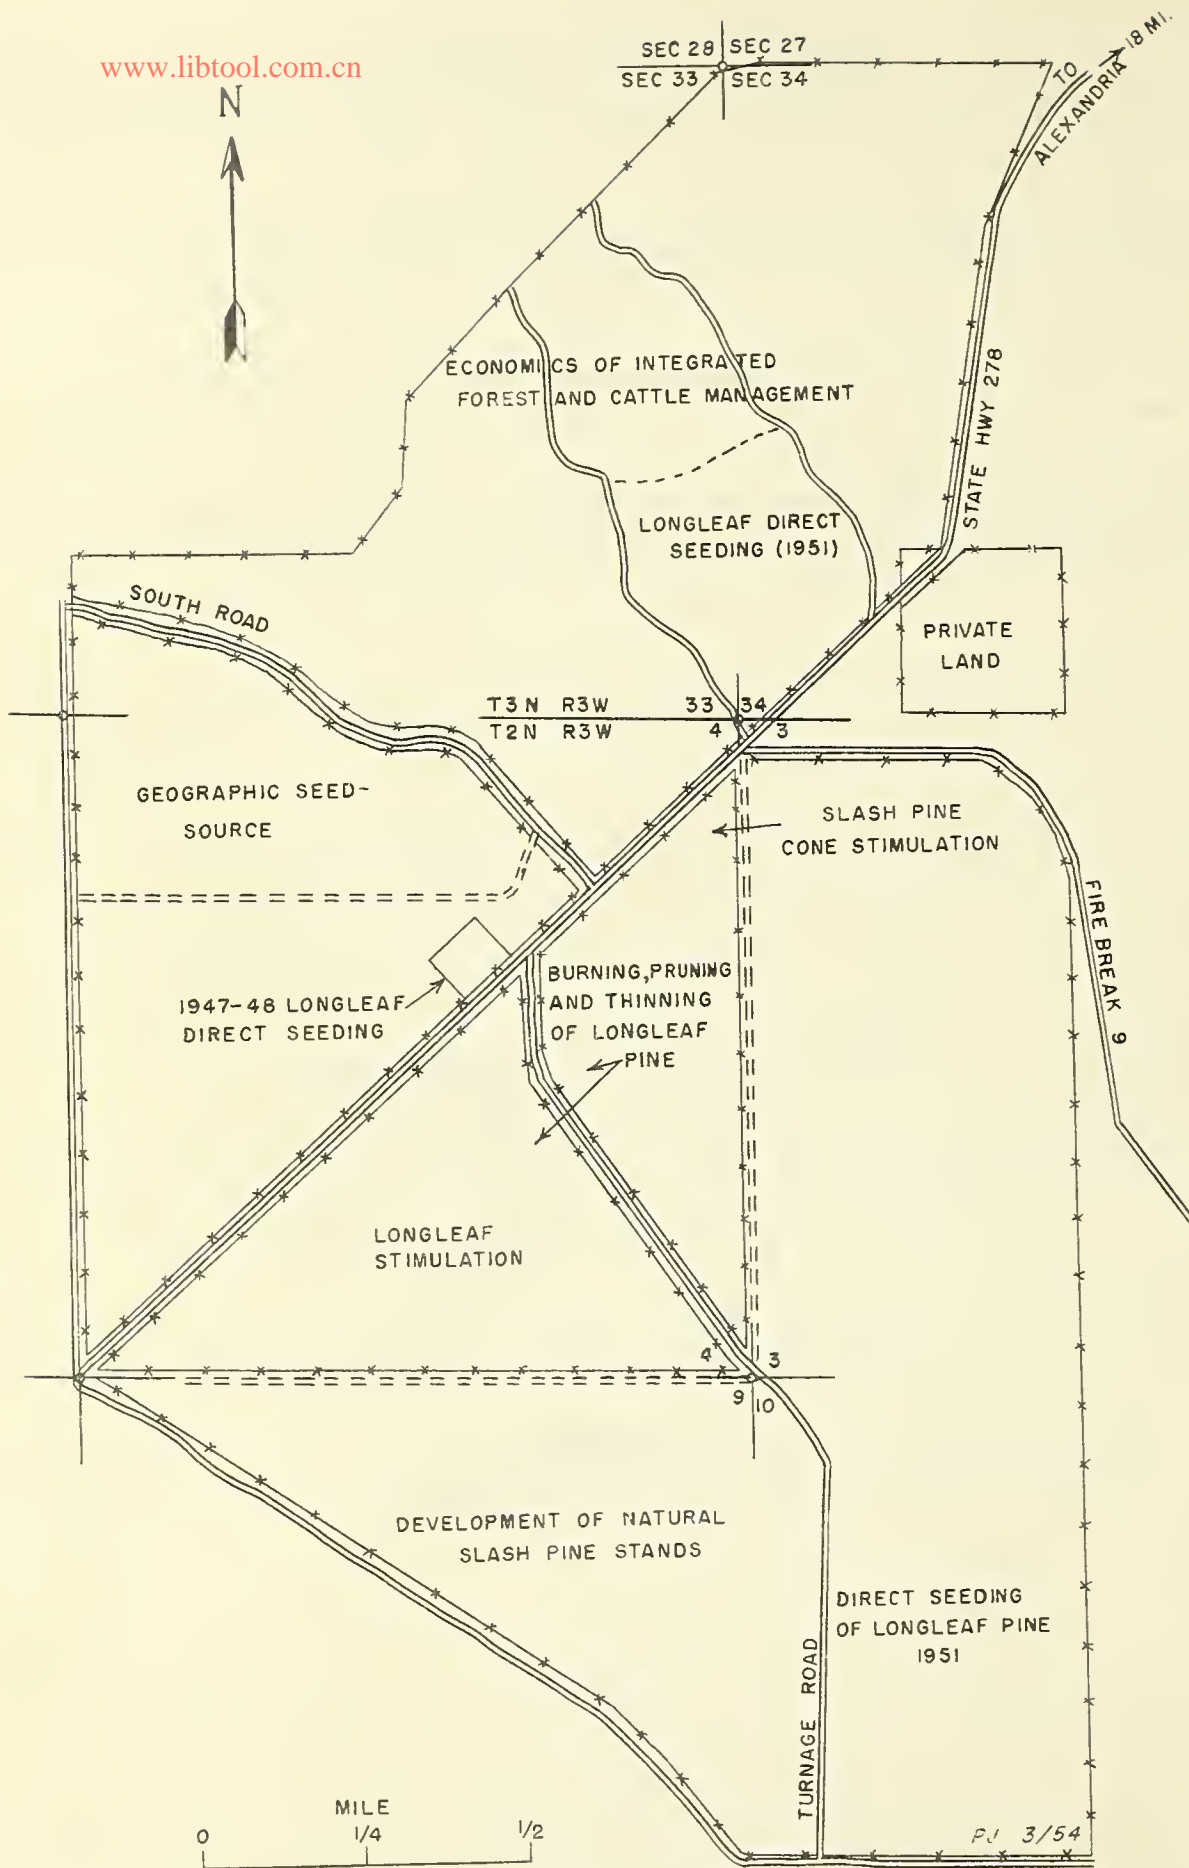 www.libtool.com.cn
N
SEC 28 SEC 27
SEC 33 SEC 34
TO
ALEXANDRIA 18 MI.
ECONOMICS OF INTEGRATED
FOREST AND CATTLE MANAGEMENT
STATE HWY 278
LONGLEAF DIRECT
SEEDING (1951)
SOUTH ROAD
PRIVATE
LAND
T3N R3W 33 34
T2N R3W 4 3
GEOGRAPHIC SEED-
SOURCE
SLASH PINE
CONE STIMULATION
FIRE BREAK 9
BURNING, PRUNING
AND THINNING
OF LONGLEAF
PINE
1947-48 LONGLEAF
DIRECT SEEDING
LONGLEAF
STIMULATION
4 3
9 10
DEVELOPMENT OF NATURAL
SLASH PINE STANDS
DIRECT SEEDING
OF LONGLEAF PINE
1951
TURNAGE ROAD
MILE
0 1/4 1/2
PJ 3/54